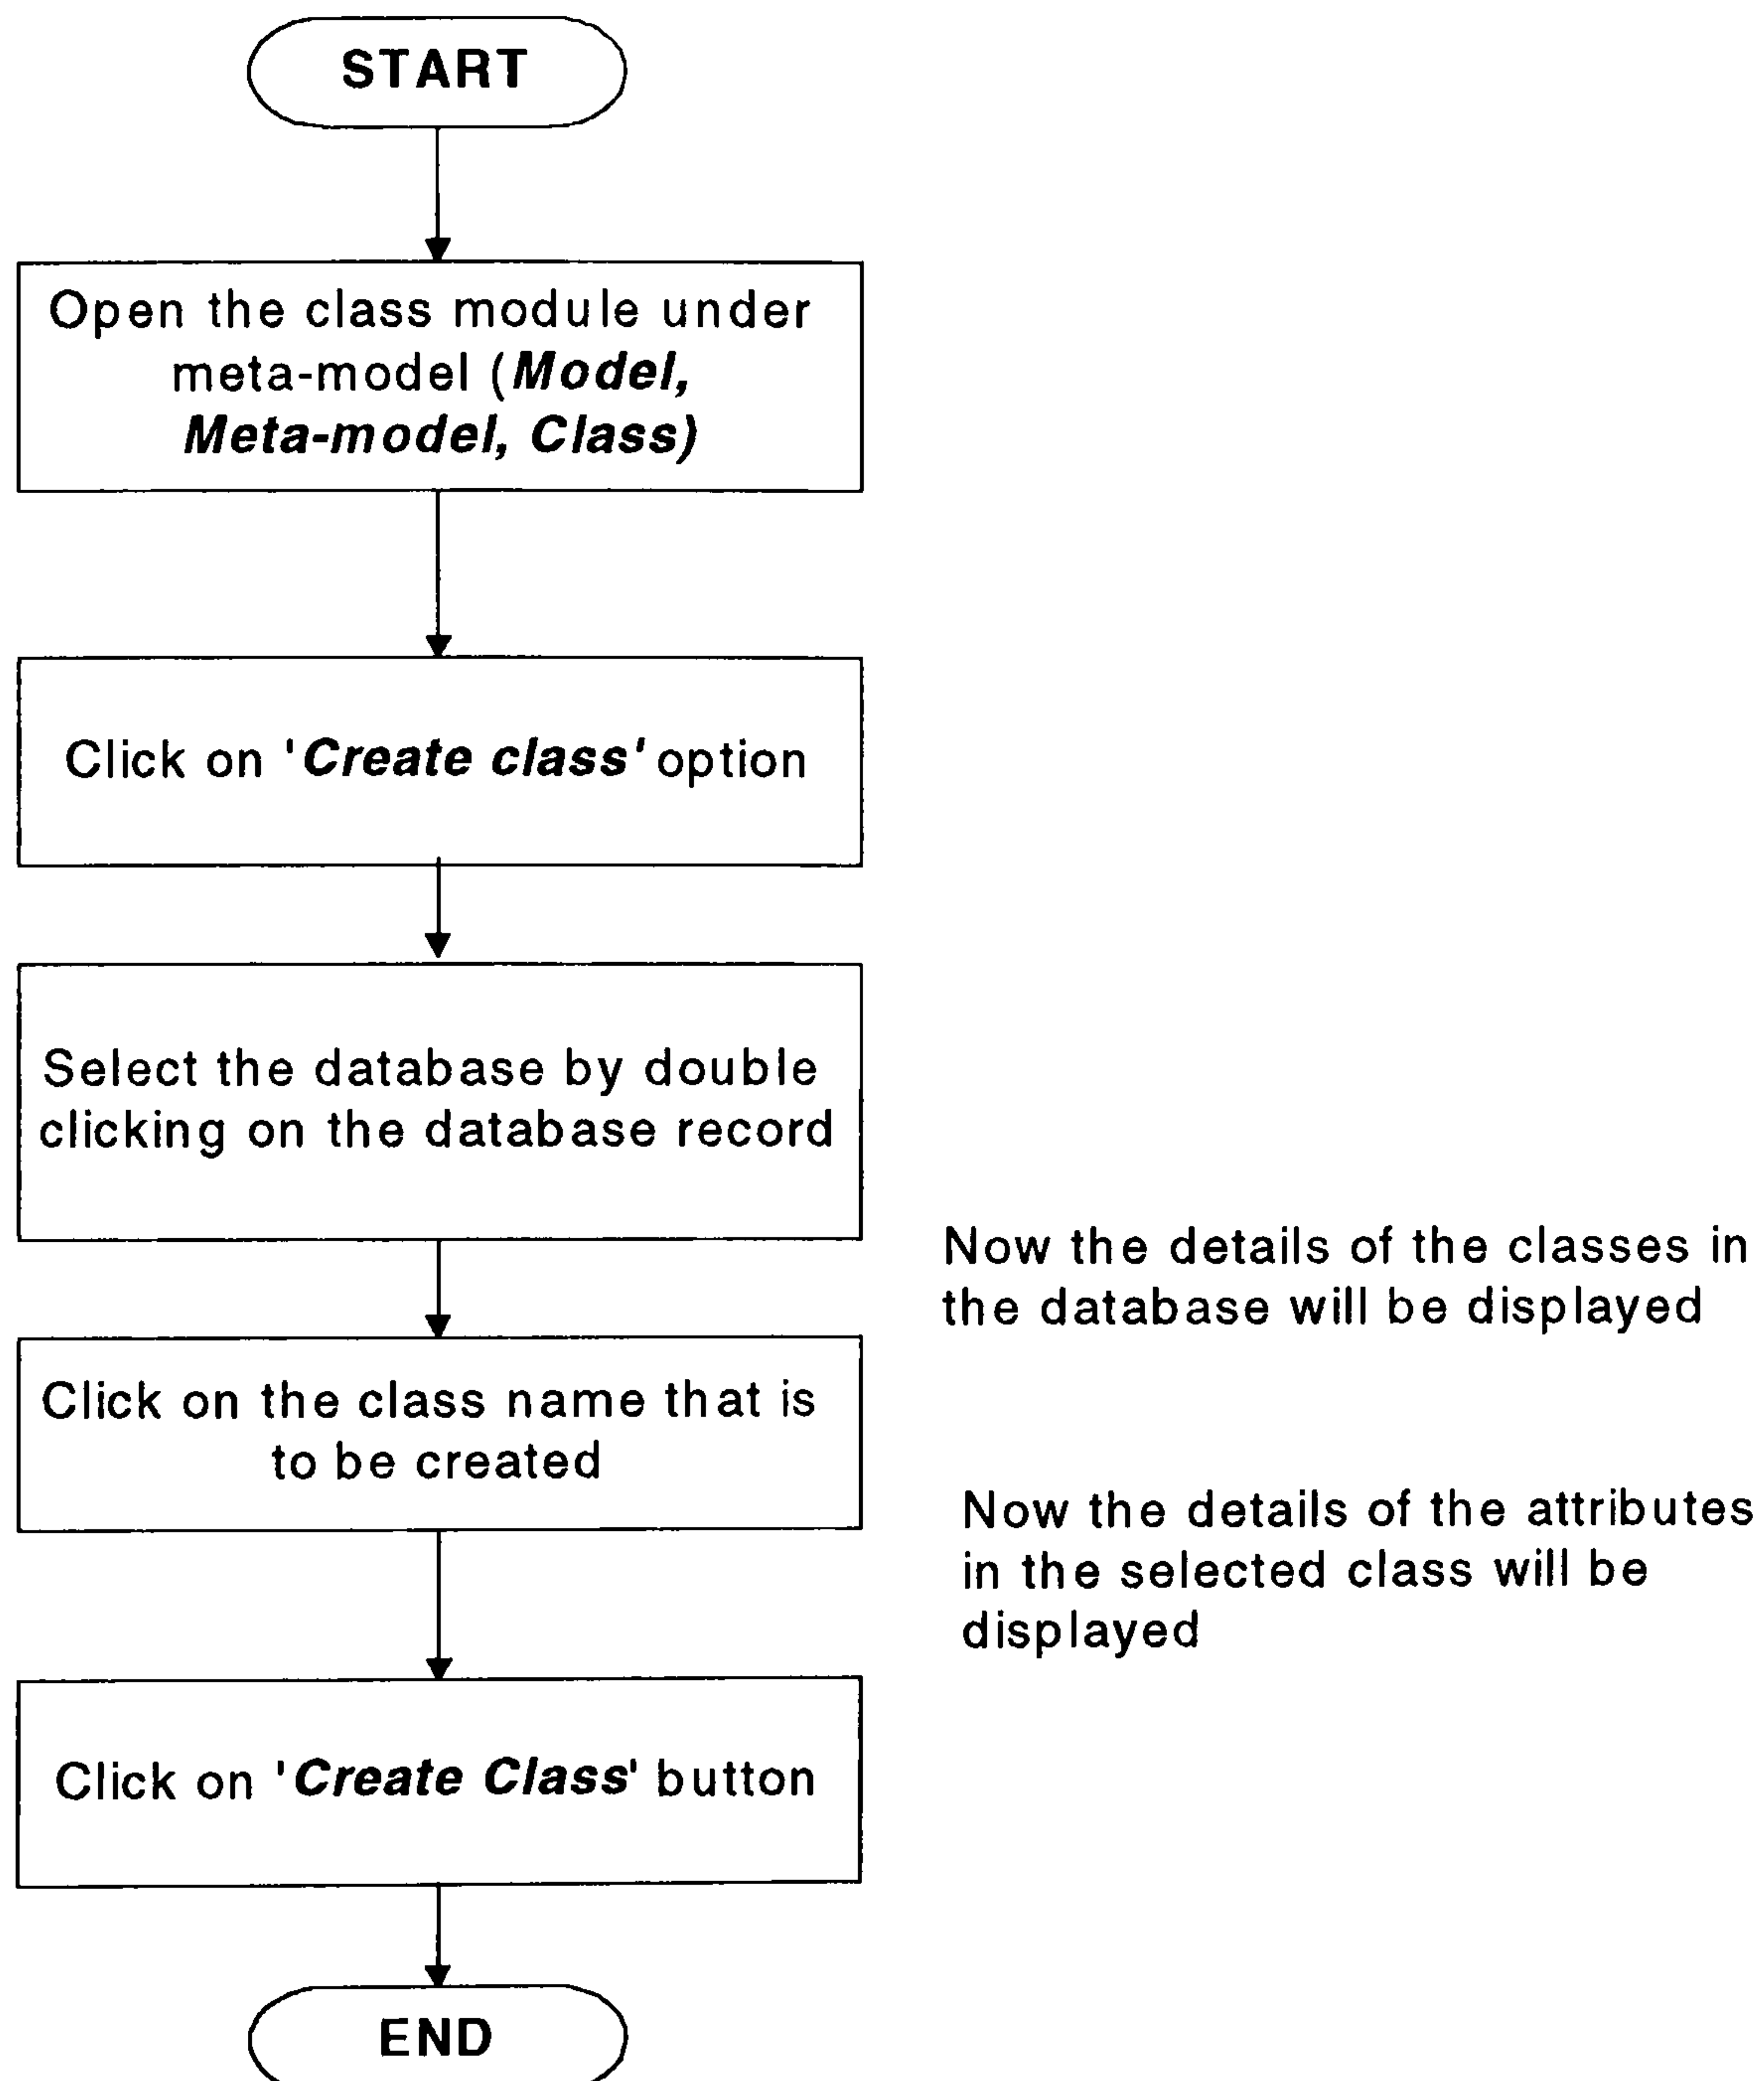 START
Open the class module under
meta-model (Model,
Meta-model, Class)
Click on 'Create class' option
Select the database by double
clicking on the database record
Now the details of the classes in
the database will be displayed
Click on the class name that is
to be created
Now the details of the attributes
in the selected class will be
displayed
Click on 'Create Class' button
END